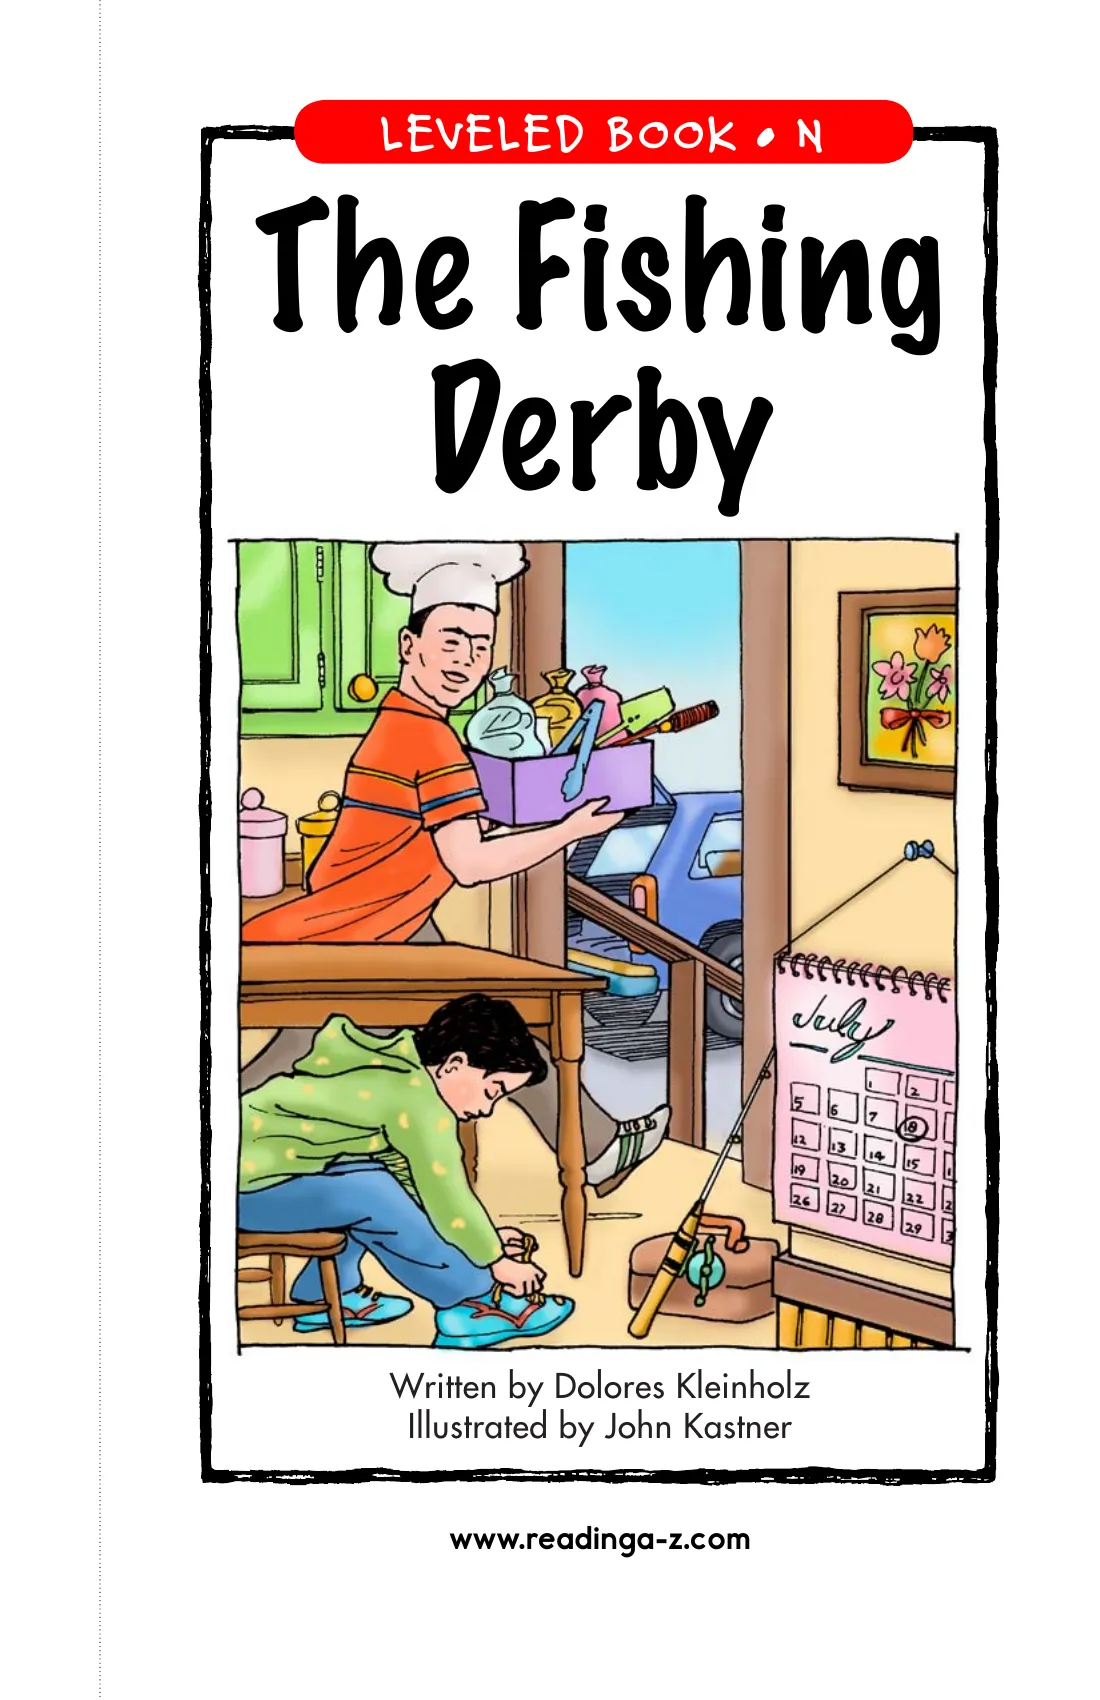 LEVELED BOOK • N
The Fishing
Derby
July
1 2
5 6 7 8
12 13 14 15
19 20 21 22
26 27 28 29
Written by Dolores Kleinholz
Illustrated by John Kastner
www.readinga-z.com